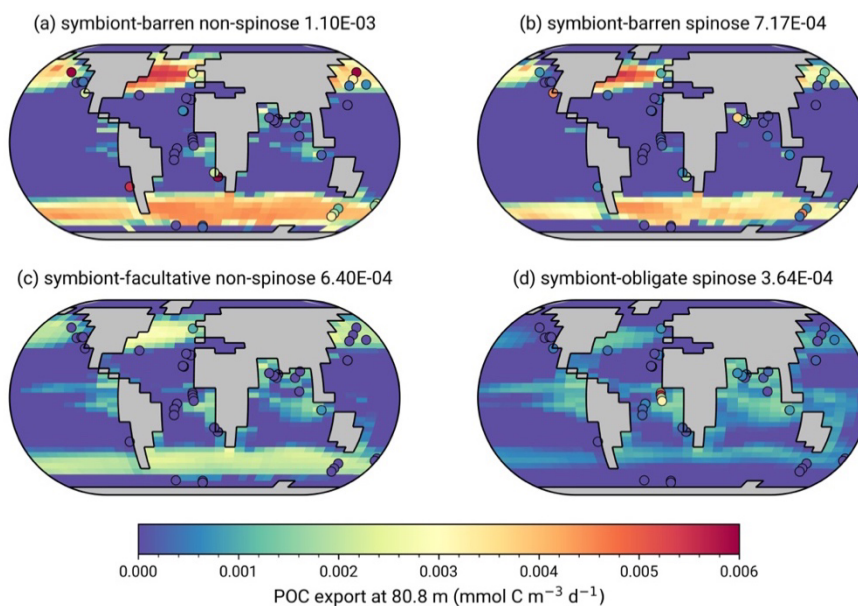 (a) symbiont-barren non-spinose 1.10E-03
(b) symbiont-barren spinose 7.17E-04
(c) symbiont-facultative non-spinose 6.40E-04
(d) symbiont-obligate spinose 3.64E-04
0.000 0.001 0.002 0.003 0.004 0.005 0.006
POC export at 80.8 m (mmol C m⁻³ d⁻¹)